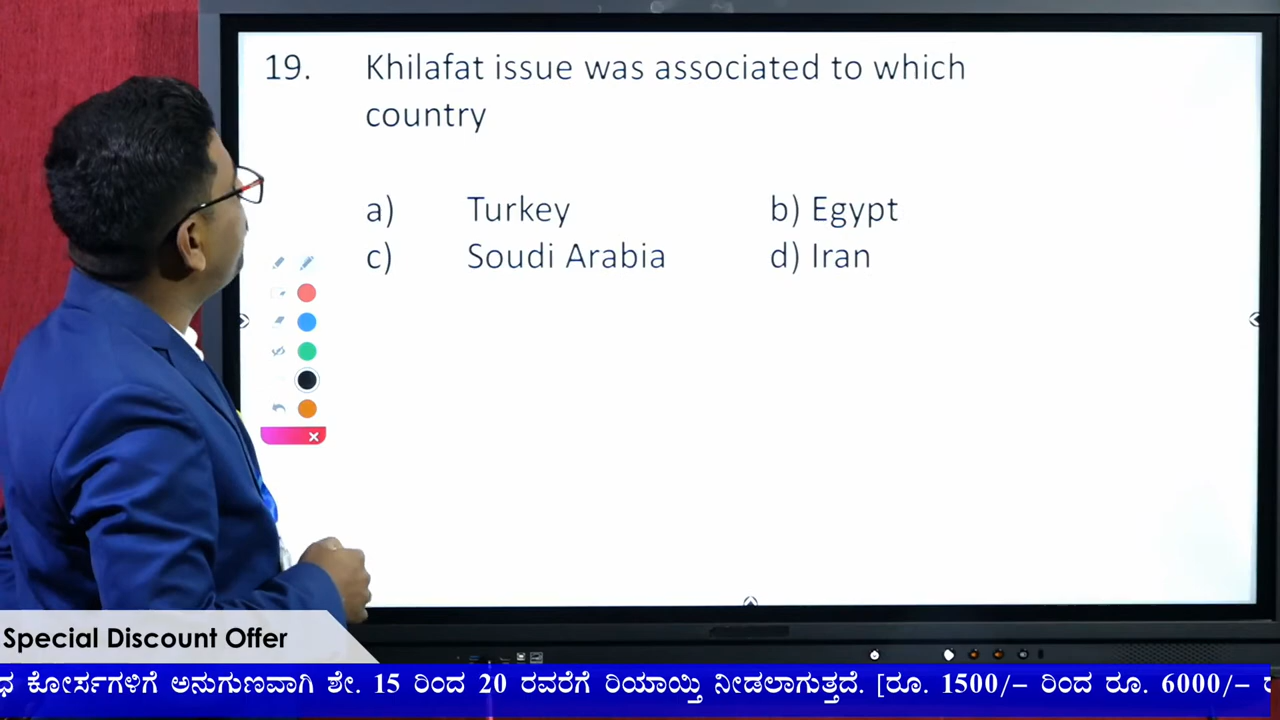 19. Khilafat issue was associated to which
country
a) Turkey b) Egypt
c) Soudi Arabia d) Iran
Special Discount Offer
ಕೋರ್ಸಗಳಿಗೆ ಅನುಗುಣವಾಗಿ ಶೇ. 15 ರಿಂದ 20 ರವರೆಗೆ ರಿಯಾಯ್ತಿ ನೀಡಲಾಗುತ್ತದೆ. [ರೂ. 1500/- ರಿಂದ ರೂ. 6000/-